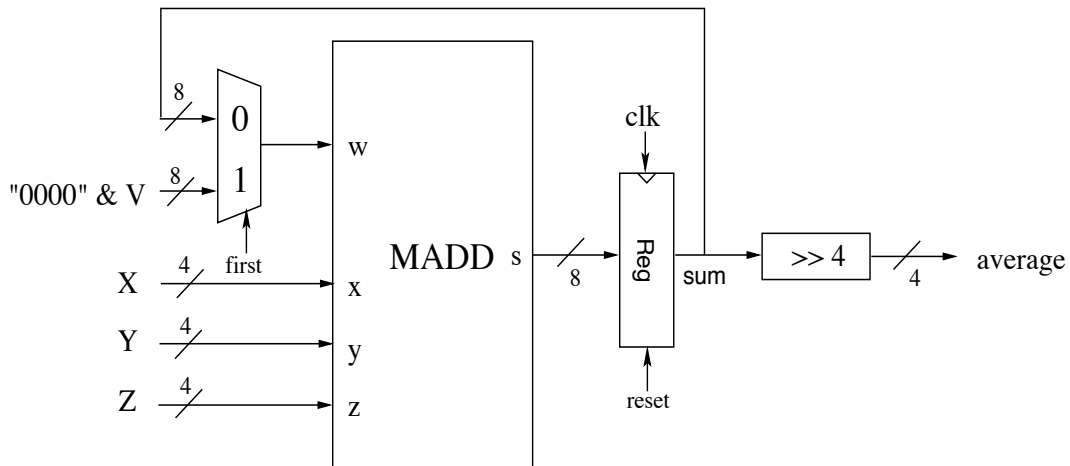 8
0
clk
w
8
1
"0000" & V
first
MADD
s
8
Reg
sum
>> 4
4
average
4
X
x
4
Y
y
4
Z
z
reset